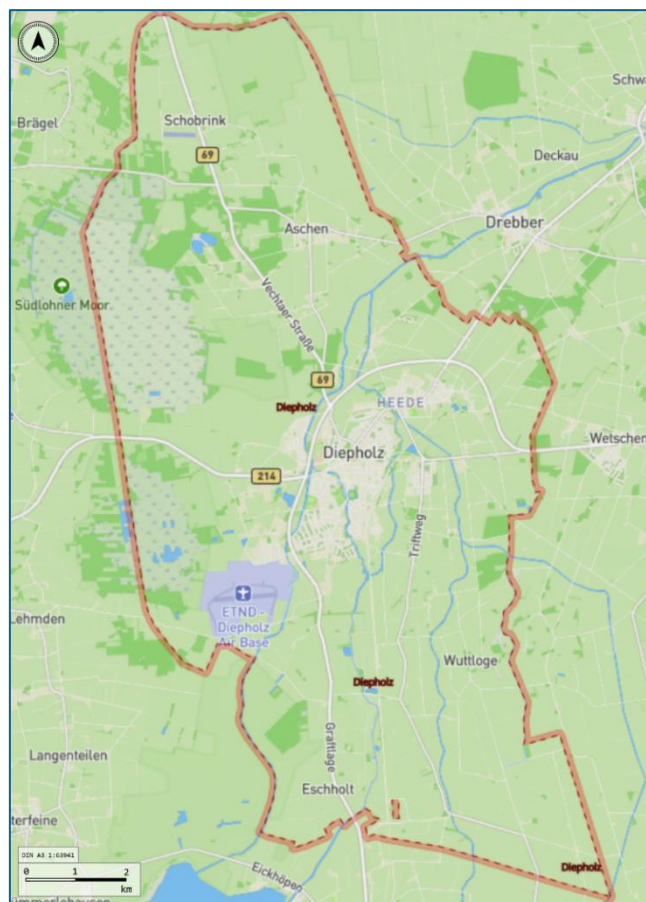 Schobrink
Brägel
69
Deckau
Drebber
Aschen
Südlohner Moor
Vechtaer Straße
69
Diepholz
HEEDE
Wetschen
Diepholz
214
Triftweg
ETND -
Diepholz
Air Base
Lehmden
Wuttloge
Diepholz
Graftlage
Langenteilen
Eschholt
DIN A3 1:63941
0 1 2
km
Diepholz
Eickhöpen